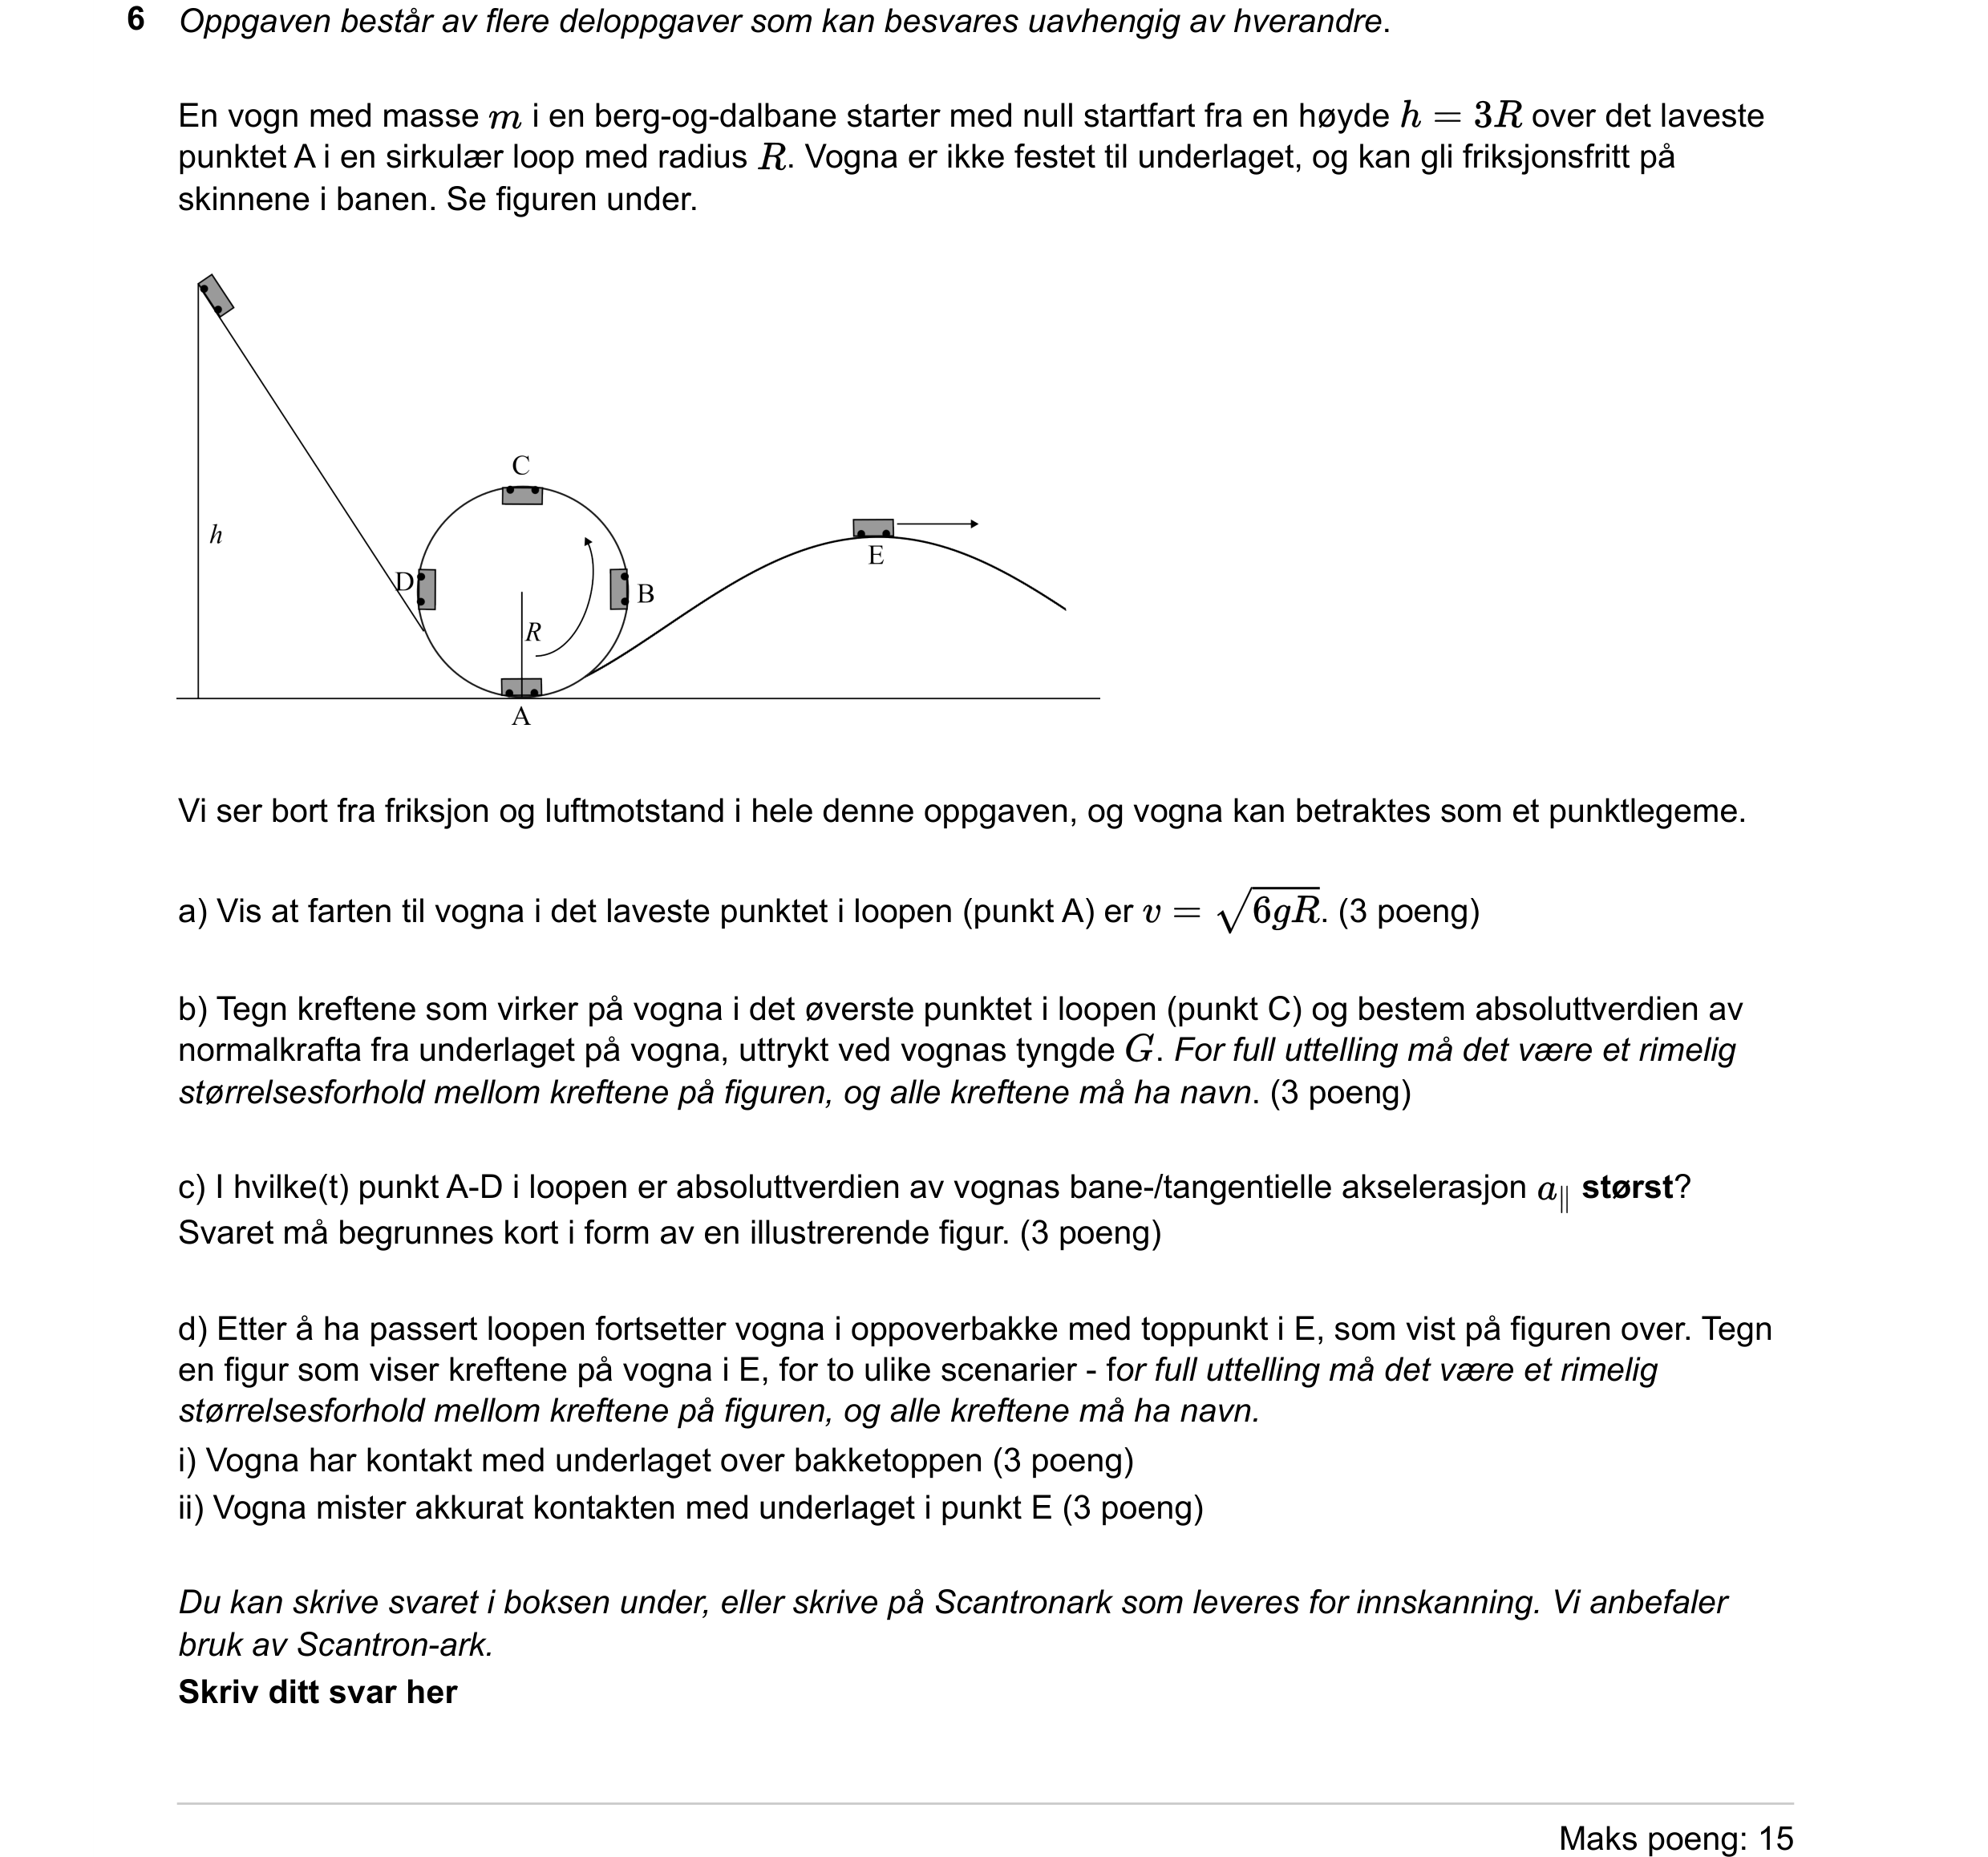 6 Oppgaven består av flere deloppgaver som kan besvares uavhengig av hverandre.
En vogn med masse m i en berg-og-dalbane starter med null startfart fra en høyde h = 3R over det laveste
punktet A i en sirkulær loop med radius R. Vogna er ikke festet til underlaget, og kan gli friksjonsfritt på
skinnene i banen. Se figuren under.
C
h
E
D
B
R
A
Vi ser bort fra friksjon og luftmotstand i hele denne oppgaven, og vogna kan betraktes som et punktlegeme.
a) Vis at farten til vogna i det laveste punktet i loopen (punkt A) er v = √6gR. (3 poeng)
b) Tegn kreftene som virker på vogna i det øverste punktet i loopen (punkt C) og bestem absoluttverdien av
normalkrafta fra underlaget på vogna, uttrykt ved vognas tyngde G. For full uttelling må det være et rimelig
størrelsesforhold mellom kreftene på figuren, og alle kreftene må ha navn. (3 poeng)
c) I hvilke(t) punkt A-D i loopen er absoluttverdien av vognas bane-/tangentielle akselerasjon a∥ størst?
Svaret må begrunnes kort i form av en illustrerende figur. (3 poeng)
d) Etter å ha passert loopen fortsetter vogna i oppoverbakke med toppunkt i E, som vist på figuren over. Tegn
en figur som viser kreftene på vogna i E, for to ulike scenarier - for full uttelling må det være et rimelig
størrelsesforhold mellom kreftene på figuren, og alle kreftene må ha navn.
i) Vogna har kontakt med underlaget over bakketoppen (3 poeng)
ii) Vogna mister akkurat kontakten med underlaget i punkt E (3 poeng)
Du kan skrive svaret i boksen under, eller skrive på Scantronark som leveres for innskanning. Vi anbefaler
bruk av Scantron-ark.
Skriv ditt svar her
Maks poeng: 15